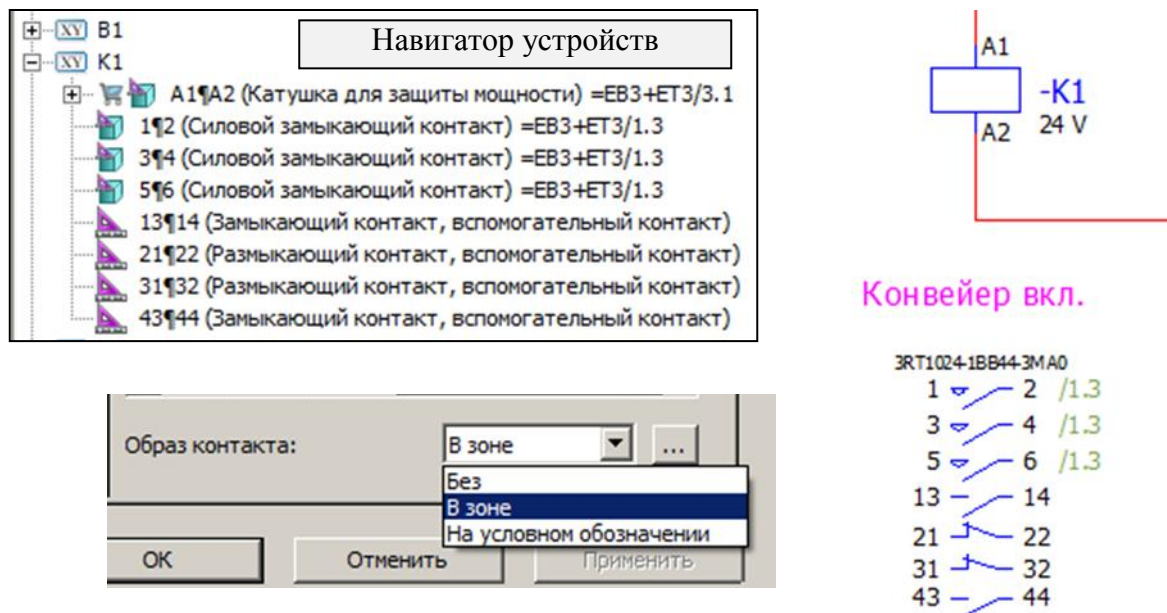 XY B1
Навигатор устройств
XY K1
A1¶A2 (Катушка для защиты мощности) =EB3+ET3/3.1
1¶2 (Силовой замыкающий контакт) =EB3+ET3/1.3
3¶4 (Силовой замыкающий контакт) =EB3+ET3/1.3
5¶6 (Силовой замыкающий контакт) =EB3+ET3/1.3
13¶14 (Замыкающий контакт, вспомогательный контакт)
21¶22 (Размыкающий контакт, вспомогательный контакт)
31¶32 (Размыкающий контакт, вспомогательный контакт)
43¶44 (Замыкающий контакт, вспомогательный контакт)
A1
-K1
24 V
A2
Конвейер вкл.
3RT1024-1BB44-3MA0
1 2 /1.3
3 4 /1.3
5 6 /1.3
13 14
21 22
31 32
43 44
Образ контакта:
В зоне
...
Без
В зоне
На условном обозначении
OK
Отменить
Применить